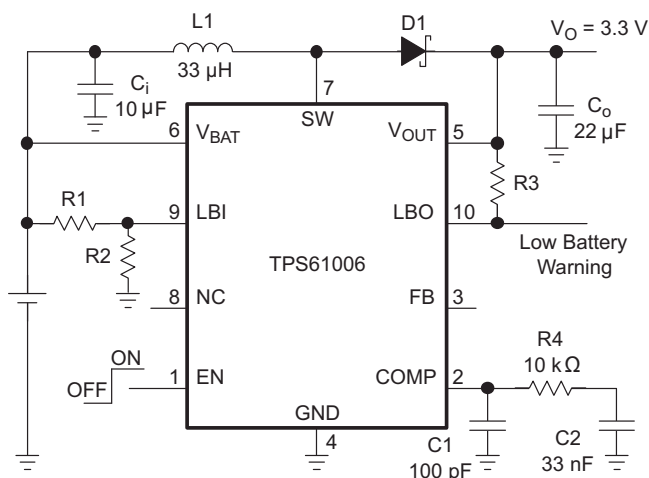 L1
33 µH
D1
V_O = 3.3 V
C_i
10 µF
7
SW
C_o
22 µF
6
V_BAT
V_OUT
5
R3
R1
9
LBI
LBO
10
R2
TPS61006
Low Battery
Warning
8
NC
FB
3
R4
10 kΩ
ON
OFF
1
EN
COMP
2
GND
4
C1
100 pF
C2
33 nF